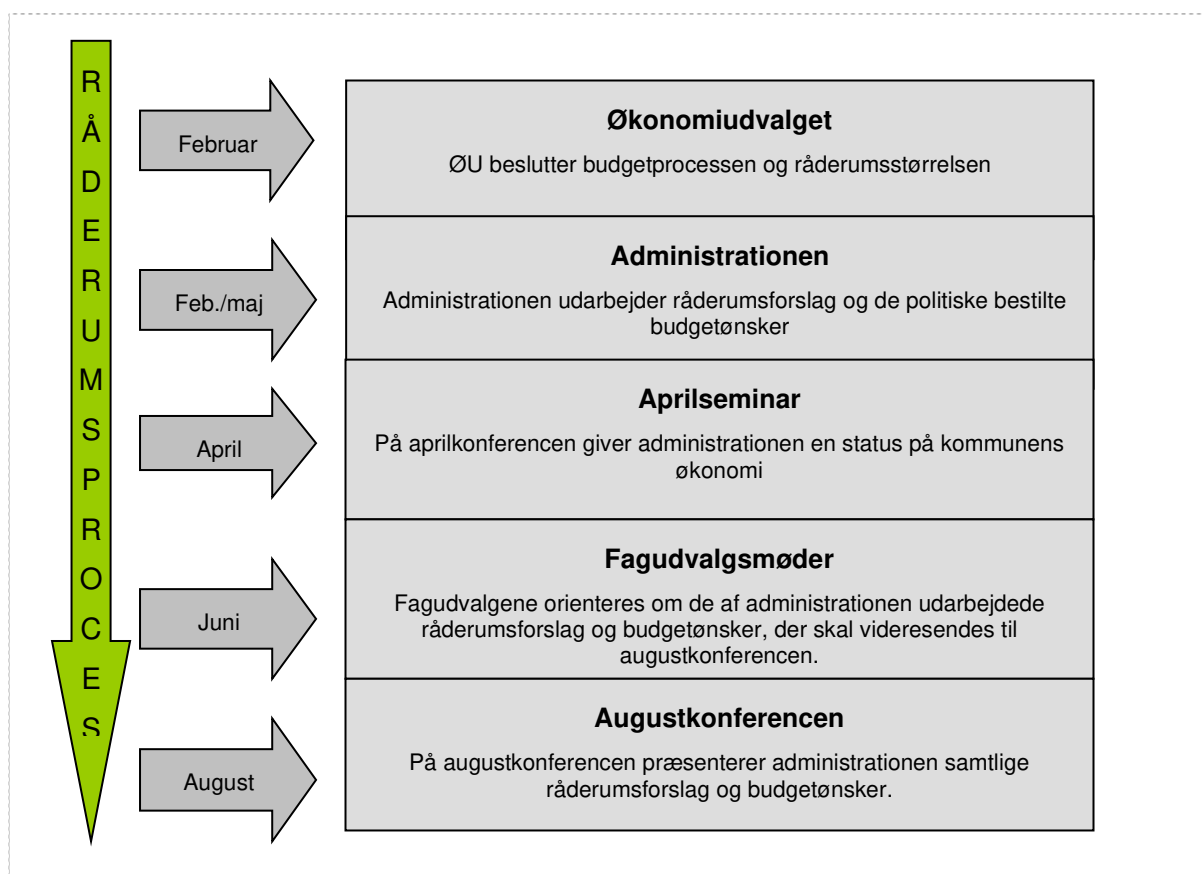 RÅDERUMSPROCES
Februar
Økonomiudvalget
ØU beslutter budgetprocessen og råderumsstørrelsen
Feb./maj
Administrationen
Administrationen udarbejder råderumsforslag og de politiske bestilte
budgetønsker
April
Aprilseminar
På aprilkonferencen giver administrationen en status på kommunens
økonomi
Juni
Fagudvalgsmøder
Fagudvalgene orienteres om de af administrationen udarbejdede
råderumsforslag og budgetønsker, der skal videresendes til
augustkonferencen.
August
Augustkonferencen
På augustkonferencen præsenterer administrationen samtlige
råderumsforslag og budgetønsker.